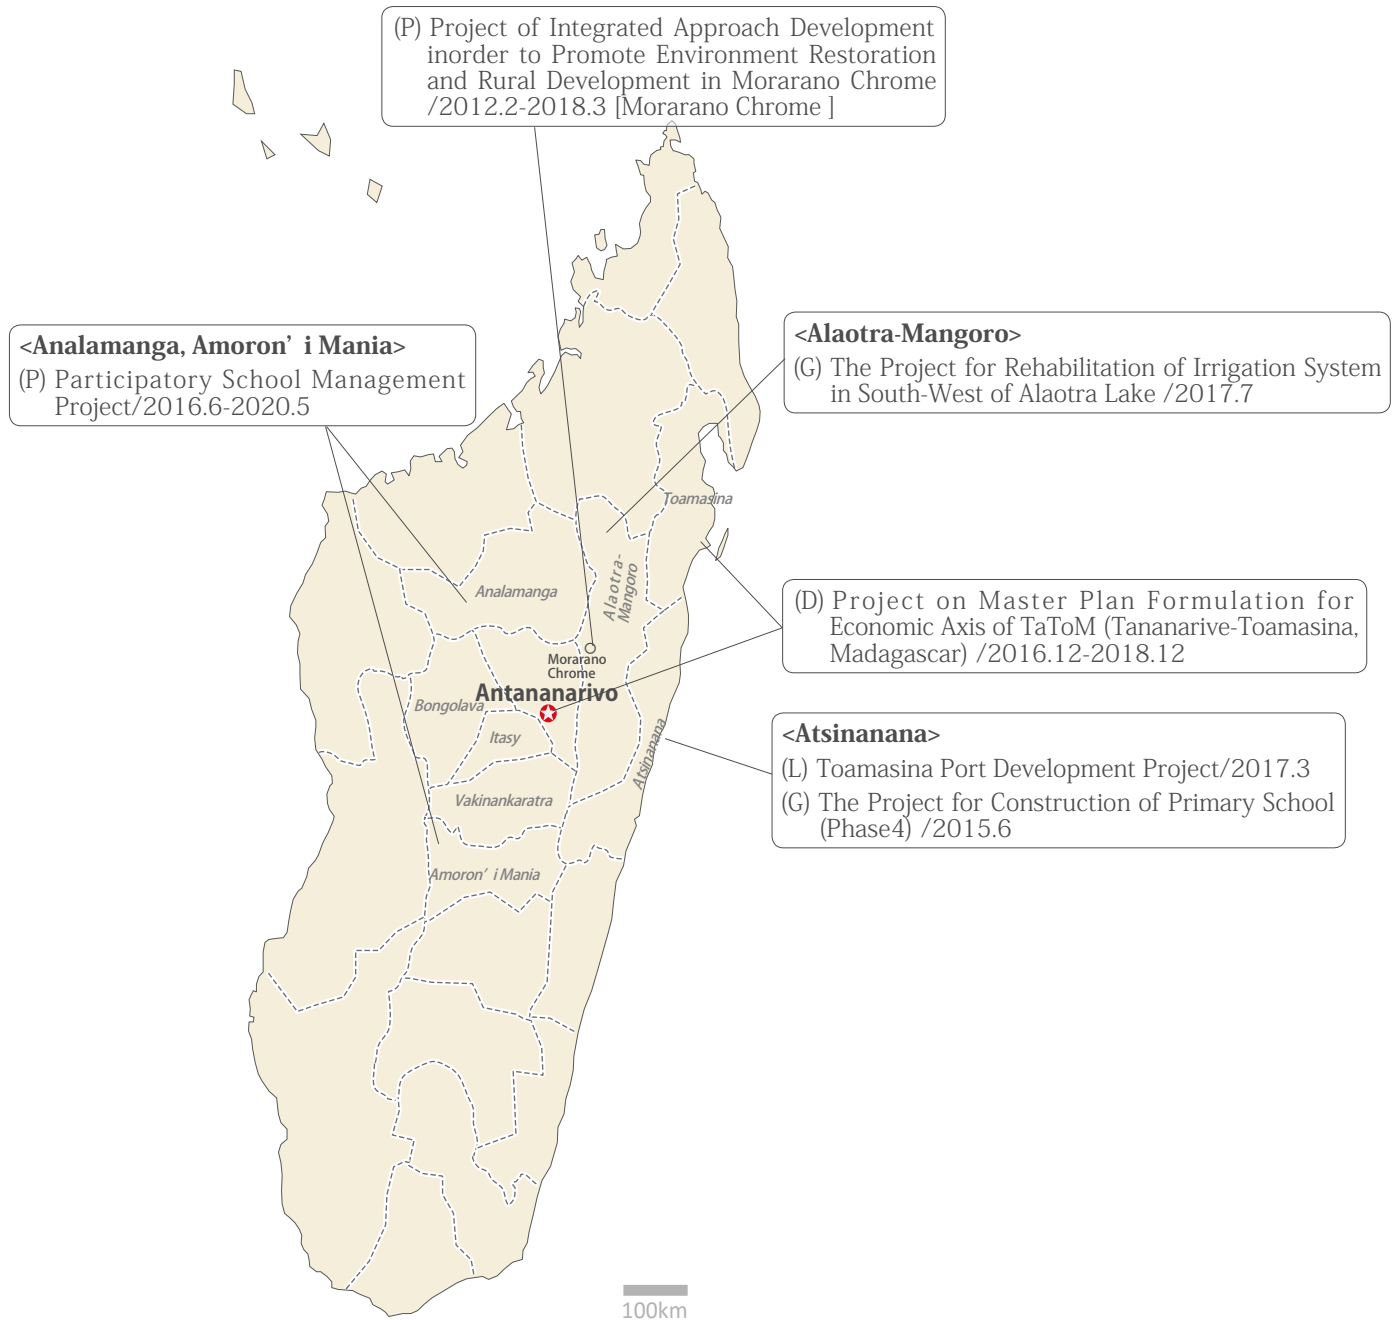 (P) Project of Integrated Approach Development
inorder to Promote Environment Restoration
and Rural Development in Morarano Chrome
/2012.2-2018.3 [Morarano Chrome ]
<Analamanga, Amoron’ i Mania>
(P) Participatory School Management
Project/2016.6-2020.5
<Alaotra-Mangoro>
(G) The Project for Rehabilitation of Irrigation System
in South-West of Alaotra Lake /2017.7
Toamasina
Analamanga
Alaotra-
Mangoro
(D) Project on Master Plan Formulation for
Economic Axis of TaToM (Tananarive-Toamasina,
Madagascar) /2016.12-2018.12
Morarano
Chrome
Antananarivo
Bongolava
Itasy
Atsinanana
Vakinankaratra
Amoron’ i Mania
<Atsinanana>
(L) Toamasina Port Development Project/2017.3
(G) The Project for Construction of Primary School
(Phase4) /2015.6
100km